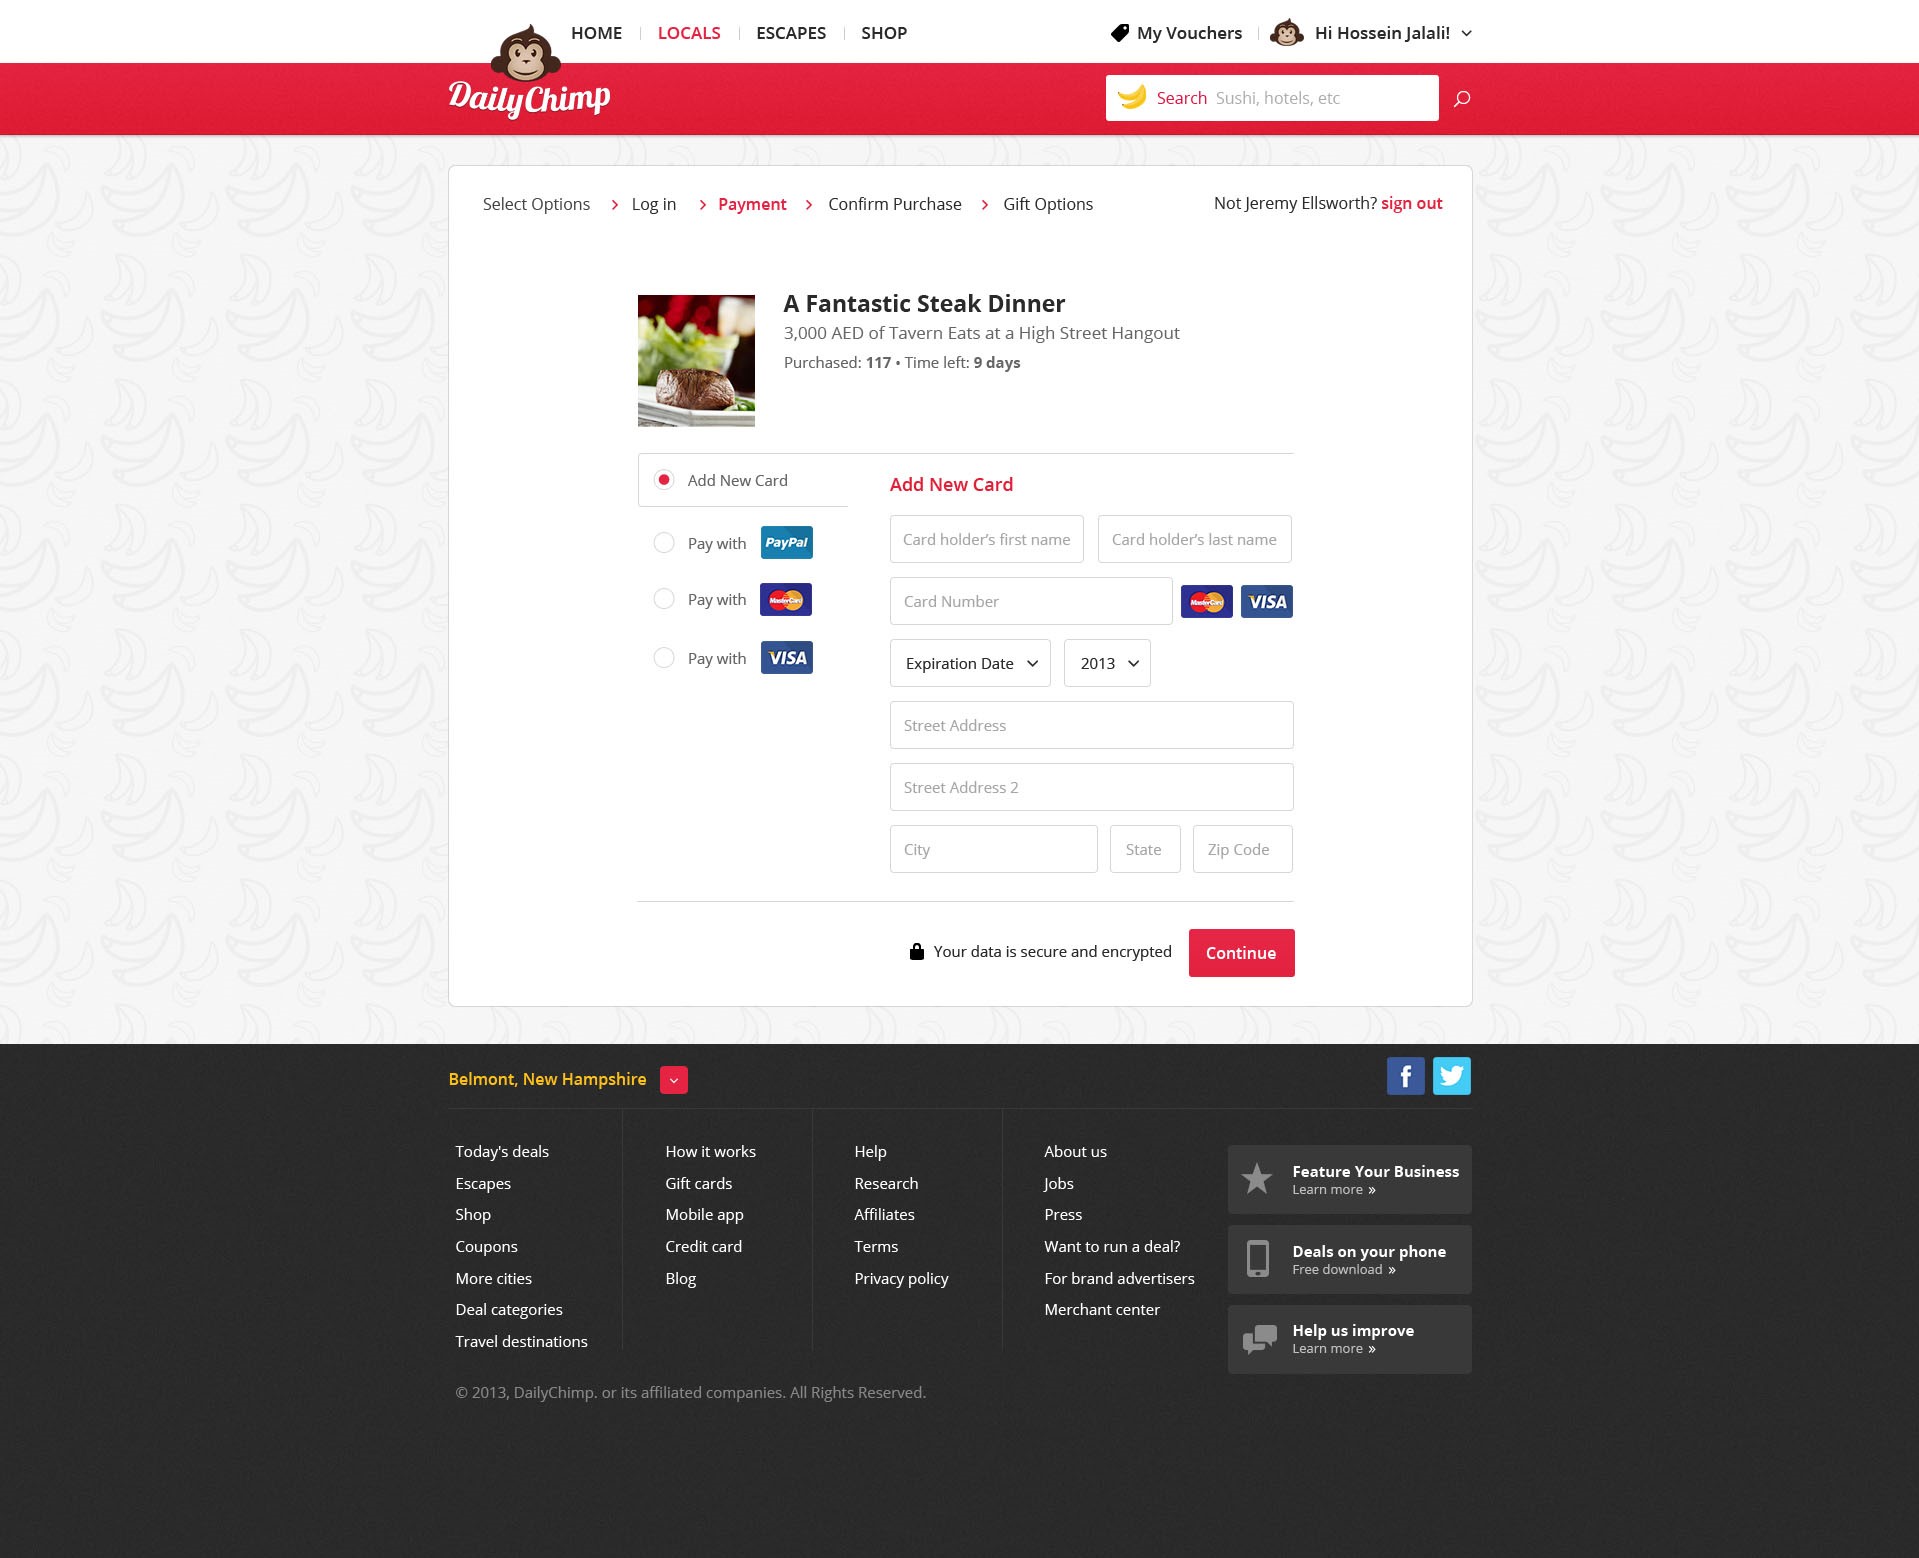 HOME LOCALS ESCAPES SHOP My Vouchers Hi Hossein Jalali!
DailyChimp Search Sushi, hotels, etc
Select Options Log in Payment Confirm Purchase Gift Options Not Jeremy Ellsworth? sign out
A Fantastic Steak Dinner
3,000 AED of Tavern Eats at a High Street Hangout
Purchased: 117 • Time left: 9 days
Add New Card
Pay with PayPal
Pay with MasterCard
Pay with VISA
Add New Card
Card holder's first name Card holder's last name
Card Number MasterCard VISA
Expiration Date 2013
Street Address
Street Address 2
City State Zip Code
Your data is secure and encrypted Continue
Belmont, New Hampshire
Today's deals
Escapes
Shop
Coupons
More cities
Deal categories
Travel destinations
How it works
Gift cards
Mobile app
Credit card
Blog
Help
Research
Affiliates
Terms
Privacy policy
About us
Jobs
Press
Want to run a deal?
For brand advertisers
Merchant center
Feature Your Business
Learn more »
Deals on your phone
Free download »
Help us improve
Learn more »
© 2013, DailyChimp. or its affiliated companies. All Rights Reserved.